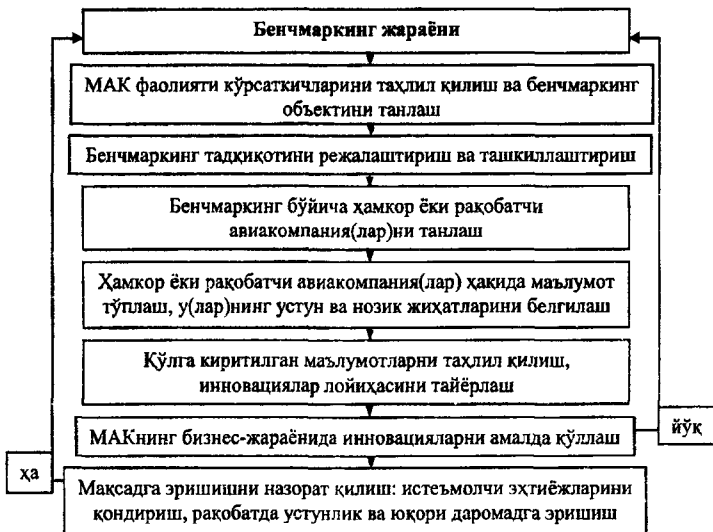 Бенчмаркинг жараёни
МАК фаолияти кўрсаткичларини таҳлил қилиш ва бенчмаркинг
объектини танлаш
Бенчмаркинг тадқиқотини режалаштириш ва ташкиллаштириш
Бенчмаркинг бўйича ҳамкор ёки рақобатчи
авиакомпания(лар)ни танлаш
Ҳамкор ёки рақобатчи авиакомпания(лар) ҳақида маълумот
тўплаш, у(лар)нинг устун ва нозик жиҳатларини белгилаш
Қўлга киритилган маълумотларни таҳлил қилиш,
инновациялар лойиҳасини тайёрлаш
МАКнинг бизнес-жараёнида инновацияларни амалда қўллаш
йўқ
ҳа
Мақсадга эришишни назорат қилиш: истеъмолчи эҳтиёжларини
қондириш, рақобатда устунлик ва юқори даромадга эришиш